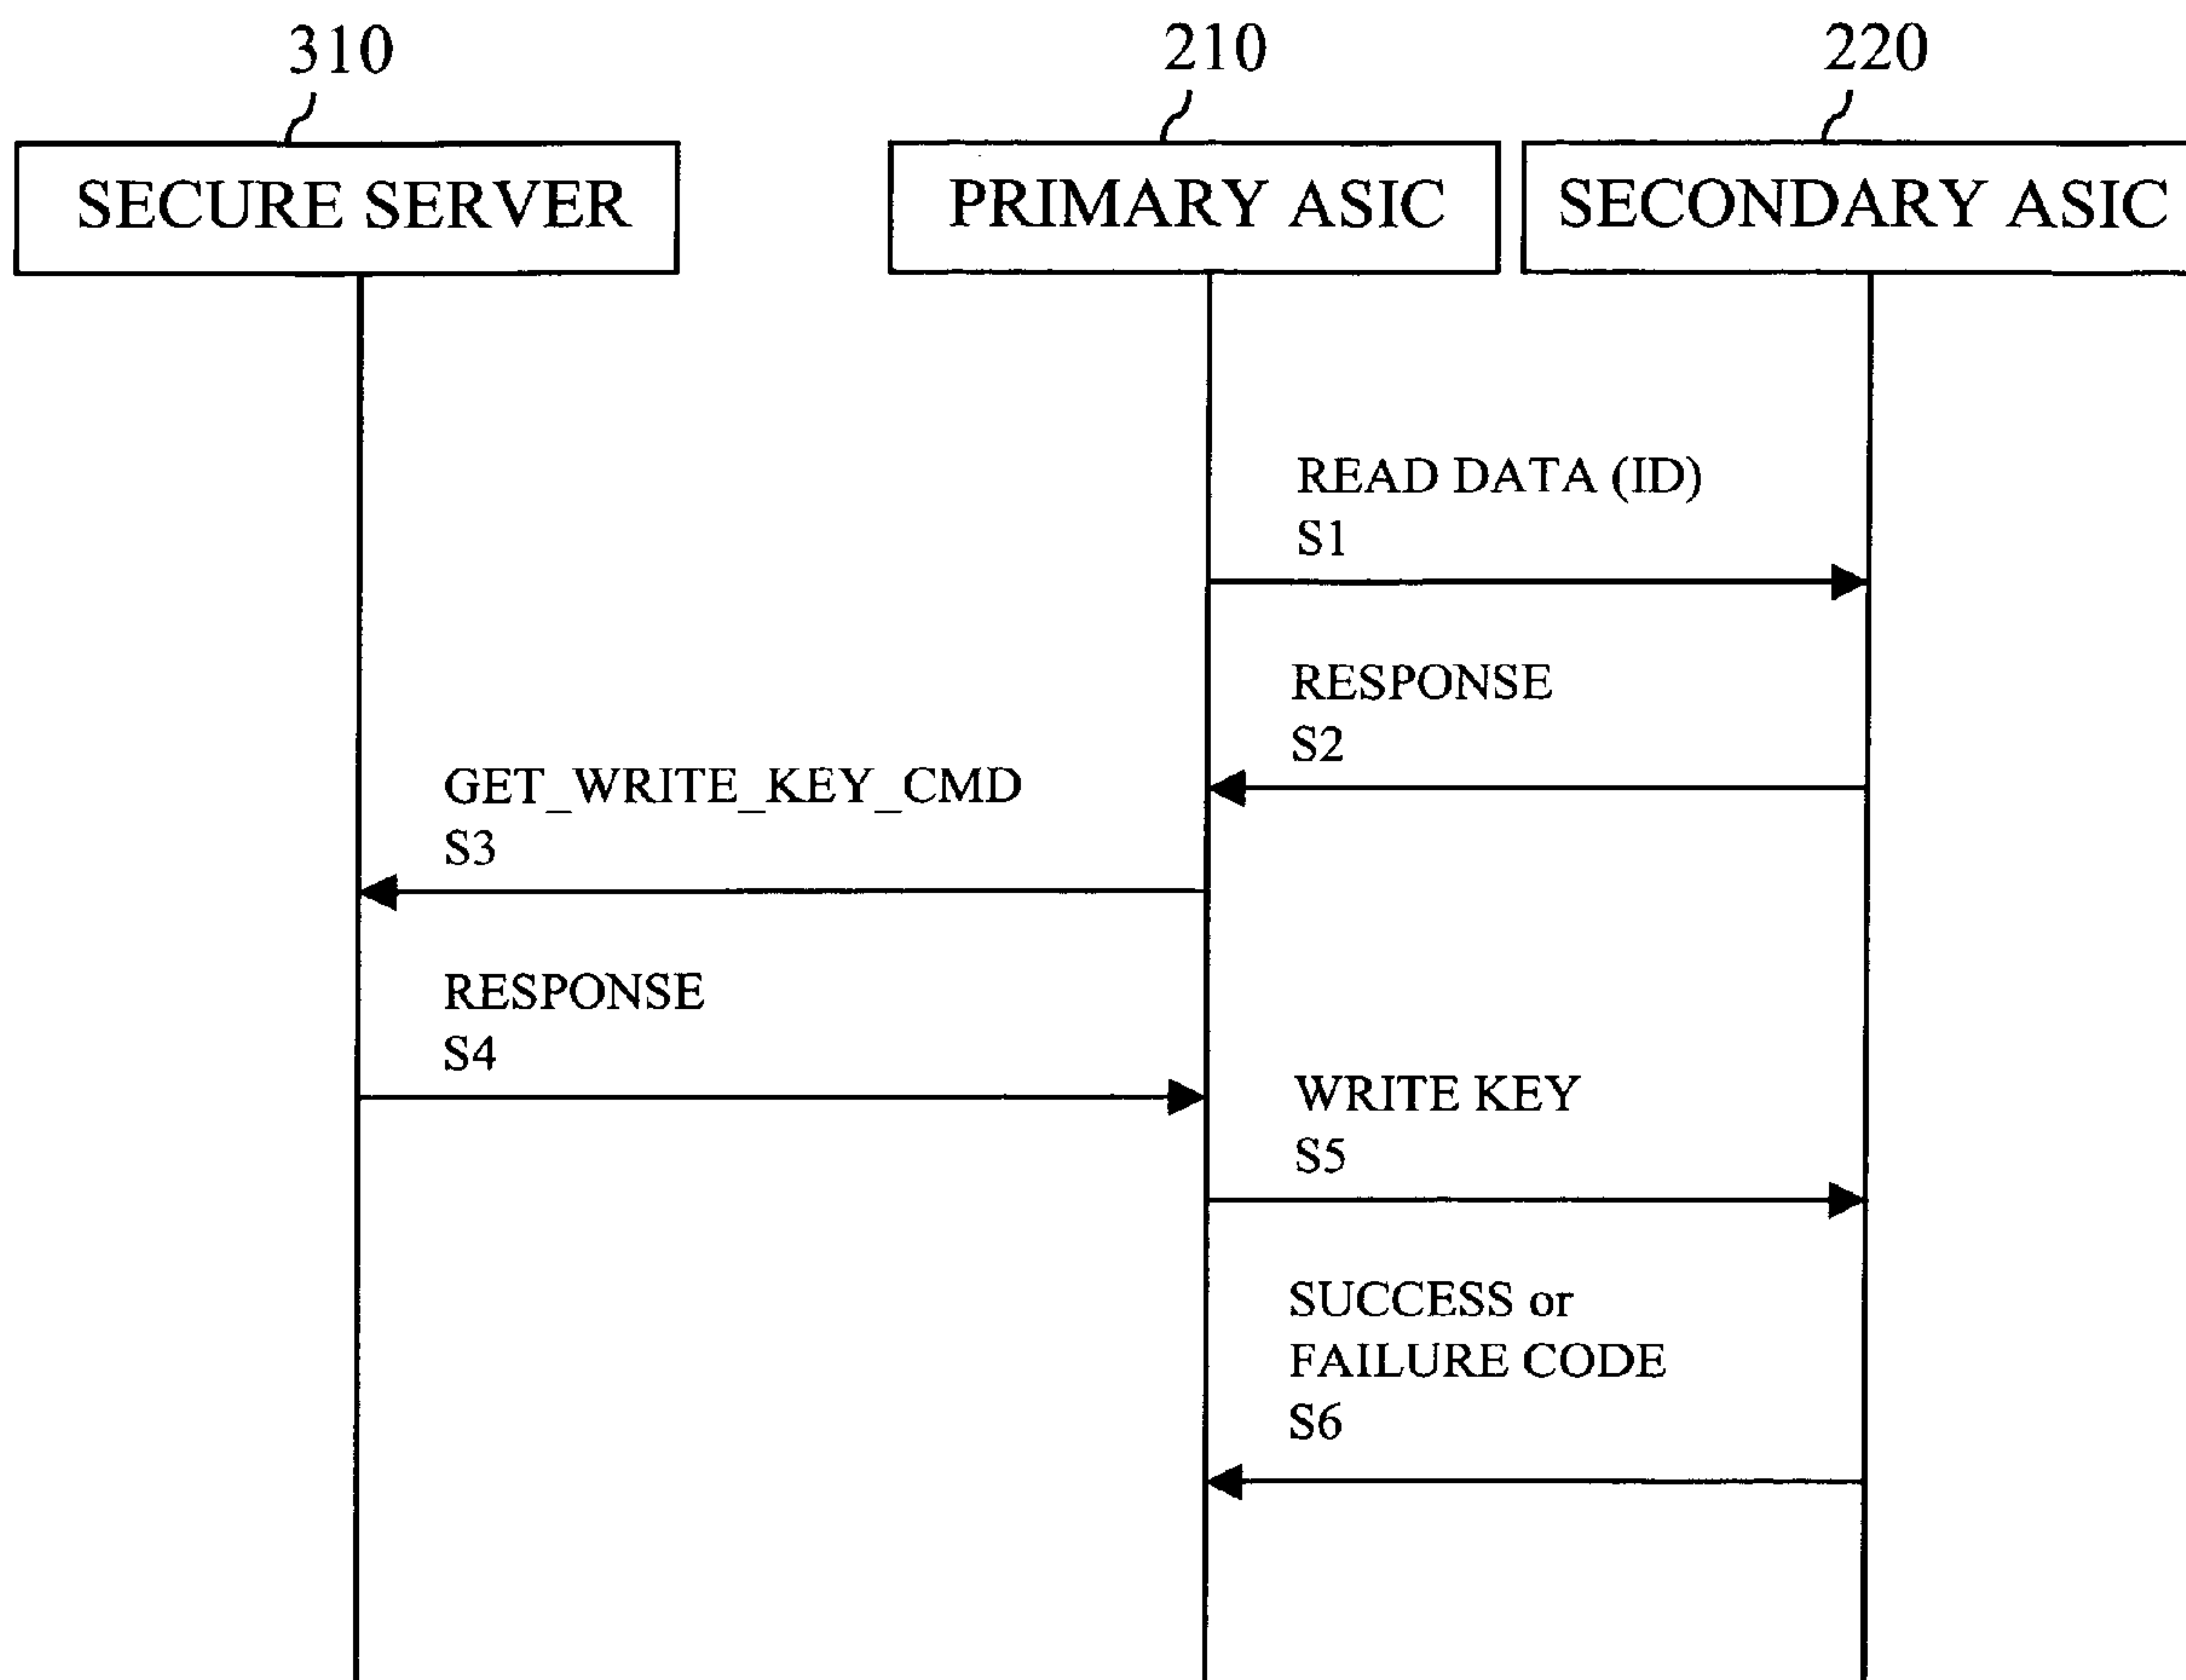 310
210
220
SECURE SERVER
PRIMARY ASIC
SECONDARY ASIC
READ DATA (ID)
S1
RESPONSE
S2
GET_WRITE_KEY_CMD
S3
RESPONSE
S4
WRITE KEY
S5
SUCCESS or
FAILURE CODE
S6